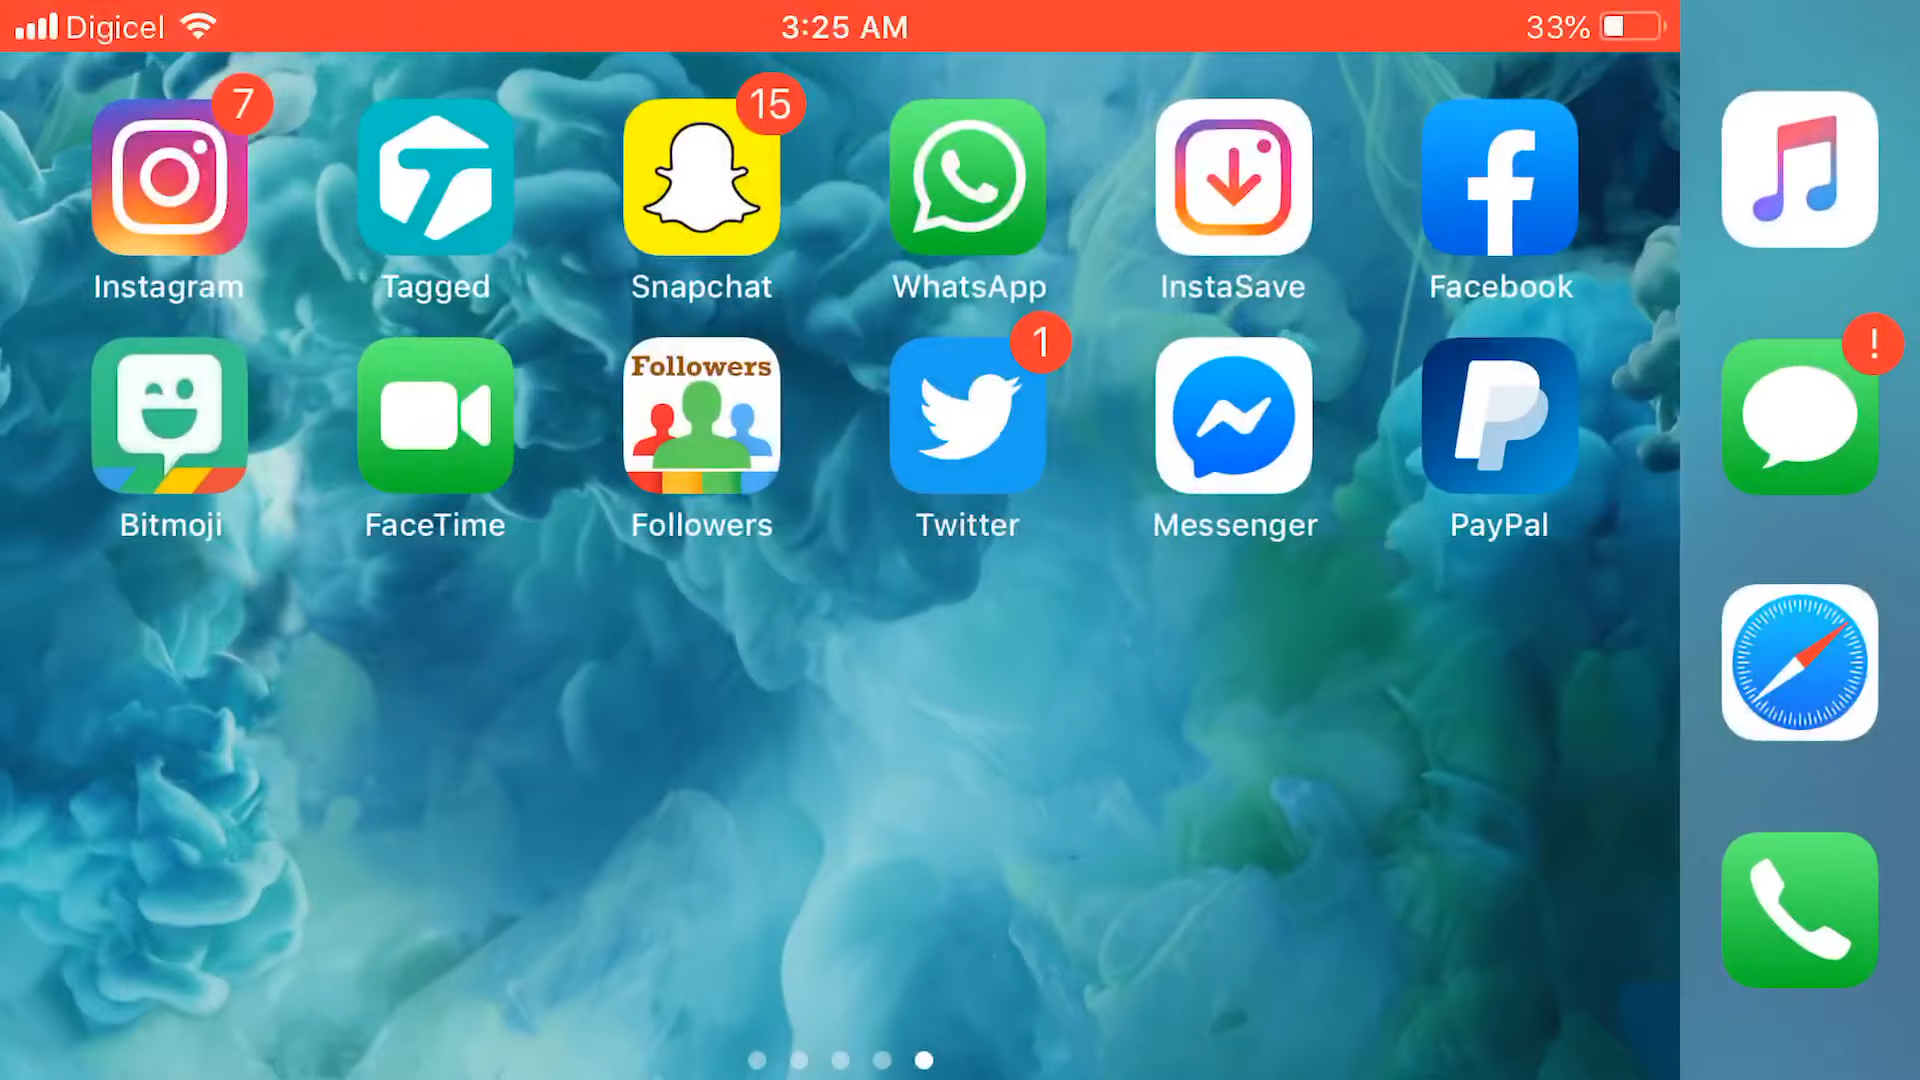 Digicel 3:25 AM 33%
7 15
Instagram Tagged Snapchat WhatsApp InstaSave Facebook
1 !
Followers
Bitmoji FaceTime Followers Twitter Messenger PayPal